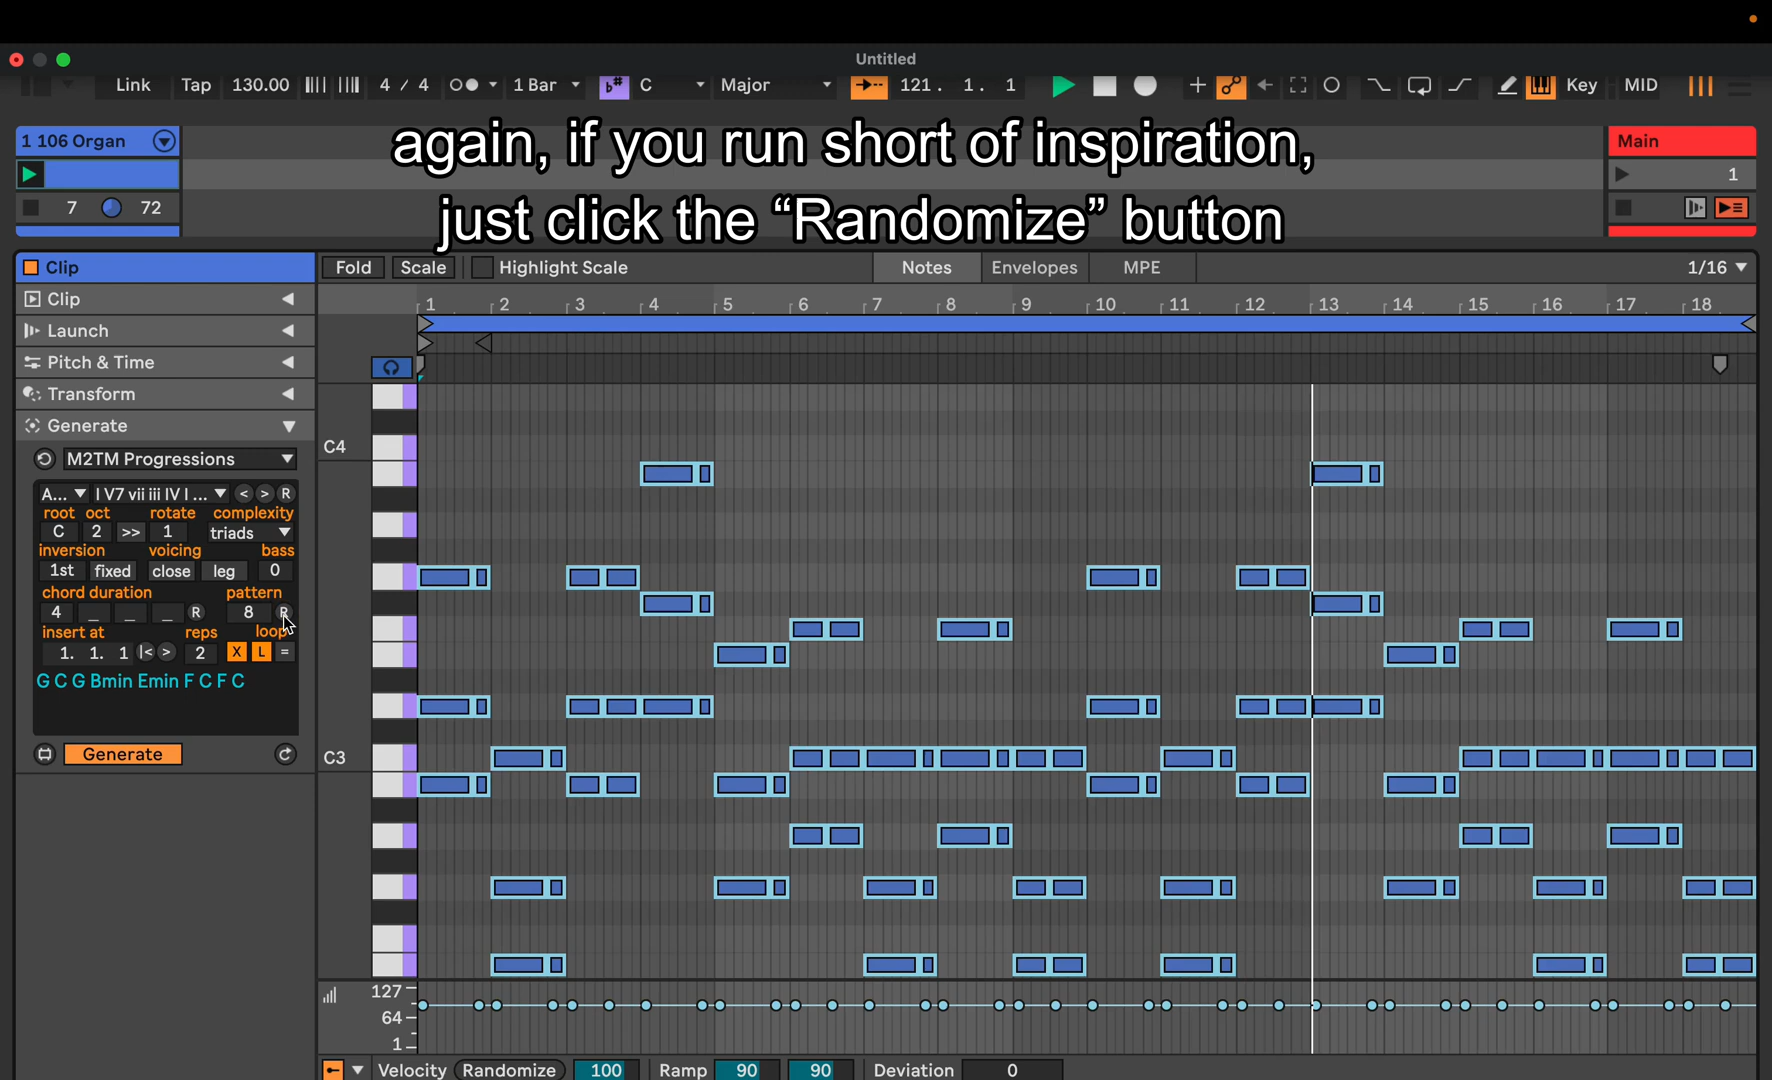 Untitled
Link Tap 130.00 4 / 4 1 Bar C Major 121. 1. 1 Key MID
again, if you run short of inspiration,
just click the “Randomize” button
1 106 Organ
Main
1
7 72
Clip
Fold Scale Highlight Scale Notes Envelopes MPE 1/16
Clip
1 2 3 4 5 6 7 8 9 10 11 12 13 14 15 16 17 18
Launch
Pitch & Time
Transform
Generate
C4
M2TM Progressions
A... I V7 vii iii IV I ... < > R
root oct rotate complexity
C 2 >> 1 triads
inversion voicing bass
1st fixed close leg 0
chord duration pattern
4 _ _ _ R 8 R
insert at reps loop
1. 1. 1 |< > 2 X L =
G C G Bmin Emin F C F C
Generate
C3
127
64
1
Velocity Randomize 100 Ramp 90 90 Deviation 0